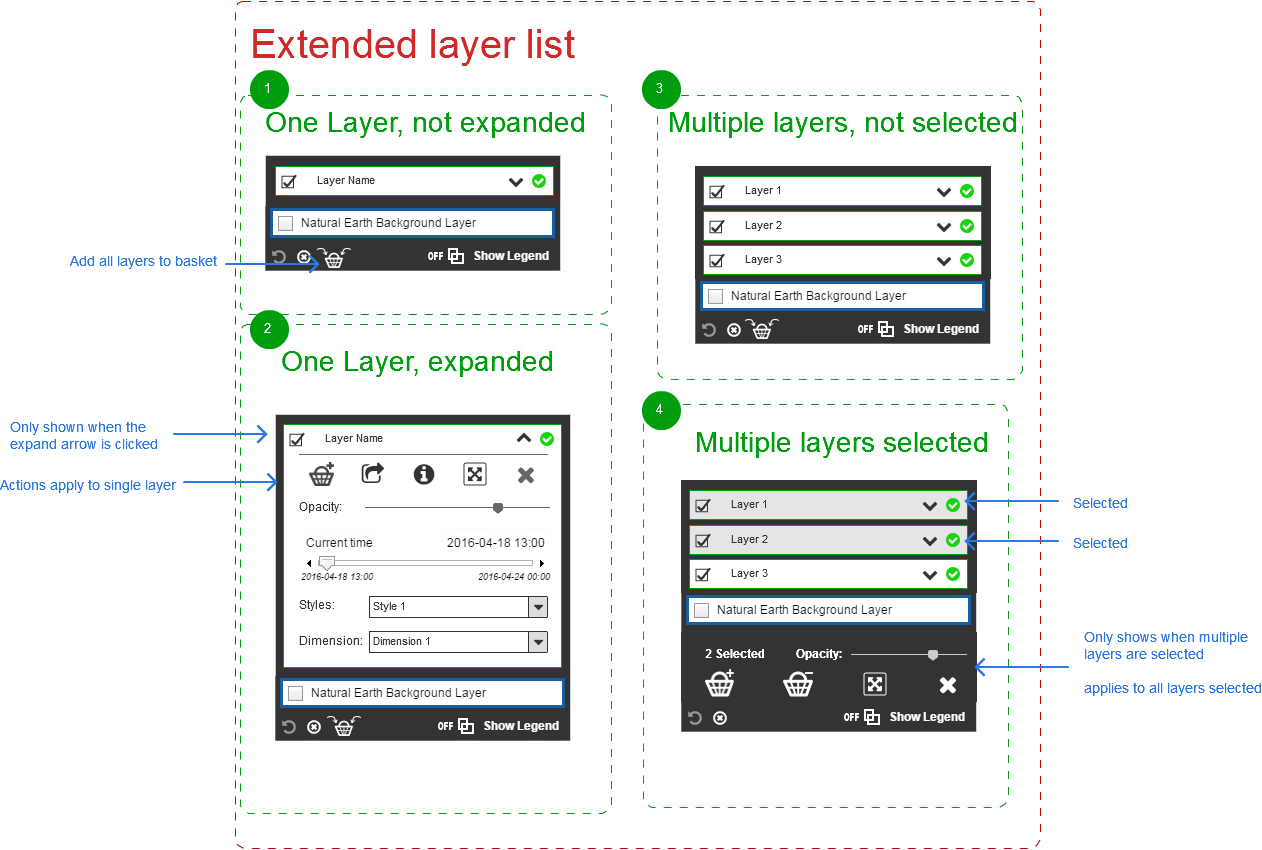 Extended layer list
1
One Layer, not expanded
Layer Name
Natural Earth Background Layer
OFF Show Legend
Add all layers to basket
2
One Layer, expanded
Only shown when the
expand arrow is clicked
Actions apply to single layer
Layer Name
Opacity:
Current time 2016-04-18 13:00
2016-04-18 13:00 2016-04-24 00:00
Styles: Style 1
Dimension: Dimension 1
Natural Earth Background Layer
OFF Show Legend
3
Multiple layers, not selected
Layer 1
Layer 2
Layer 3
Natural Earth Background Layer
OFF Show Legend
4
Multiple layers selected
Layer 1
Selected
Layer 2
Selected
Layer 3
Natural Earth Background Layer
2 Selected Opacity:
OFF Show Legend
Only shows when multiple
layers are selected
applies to all layers selected